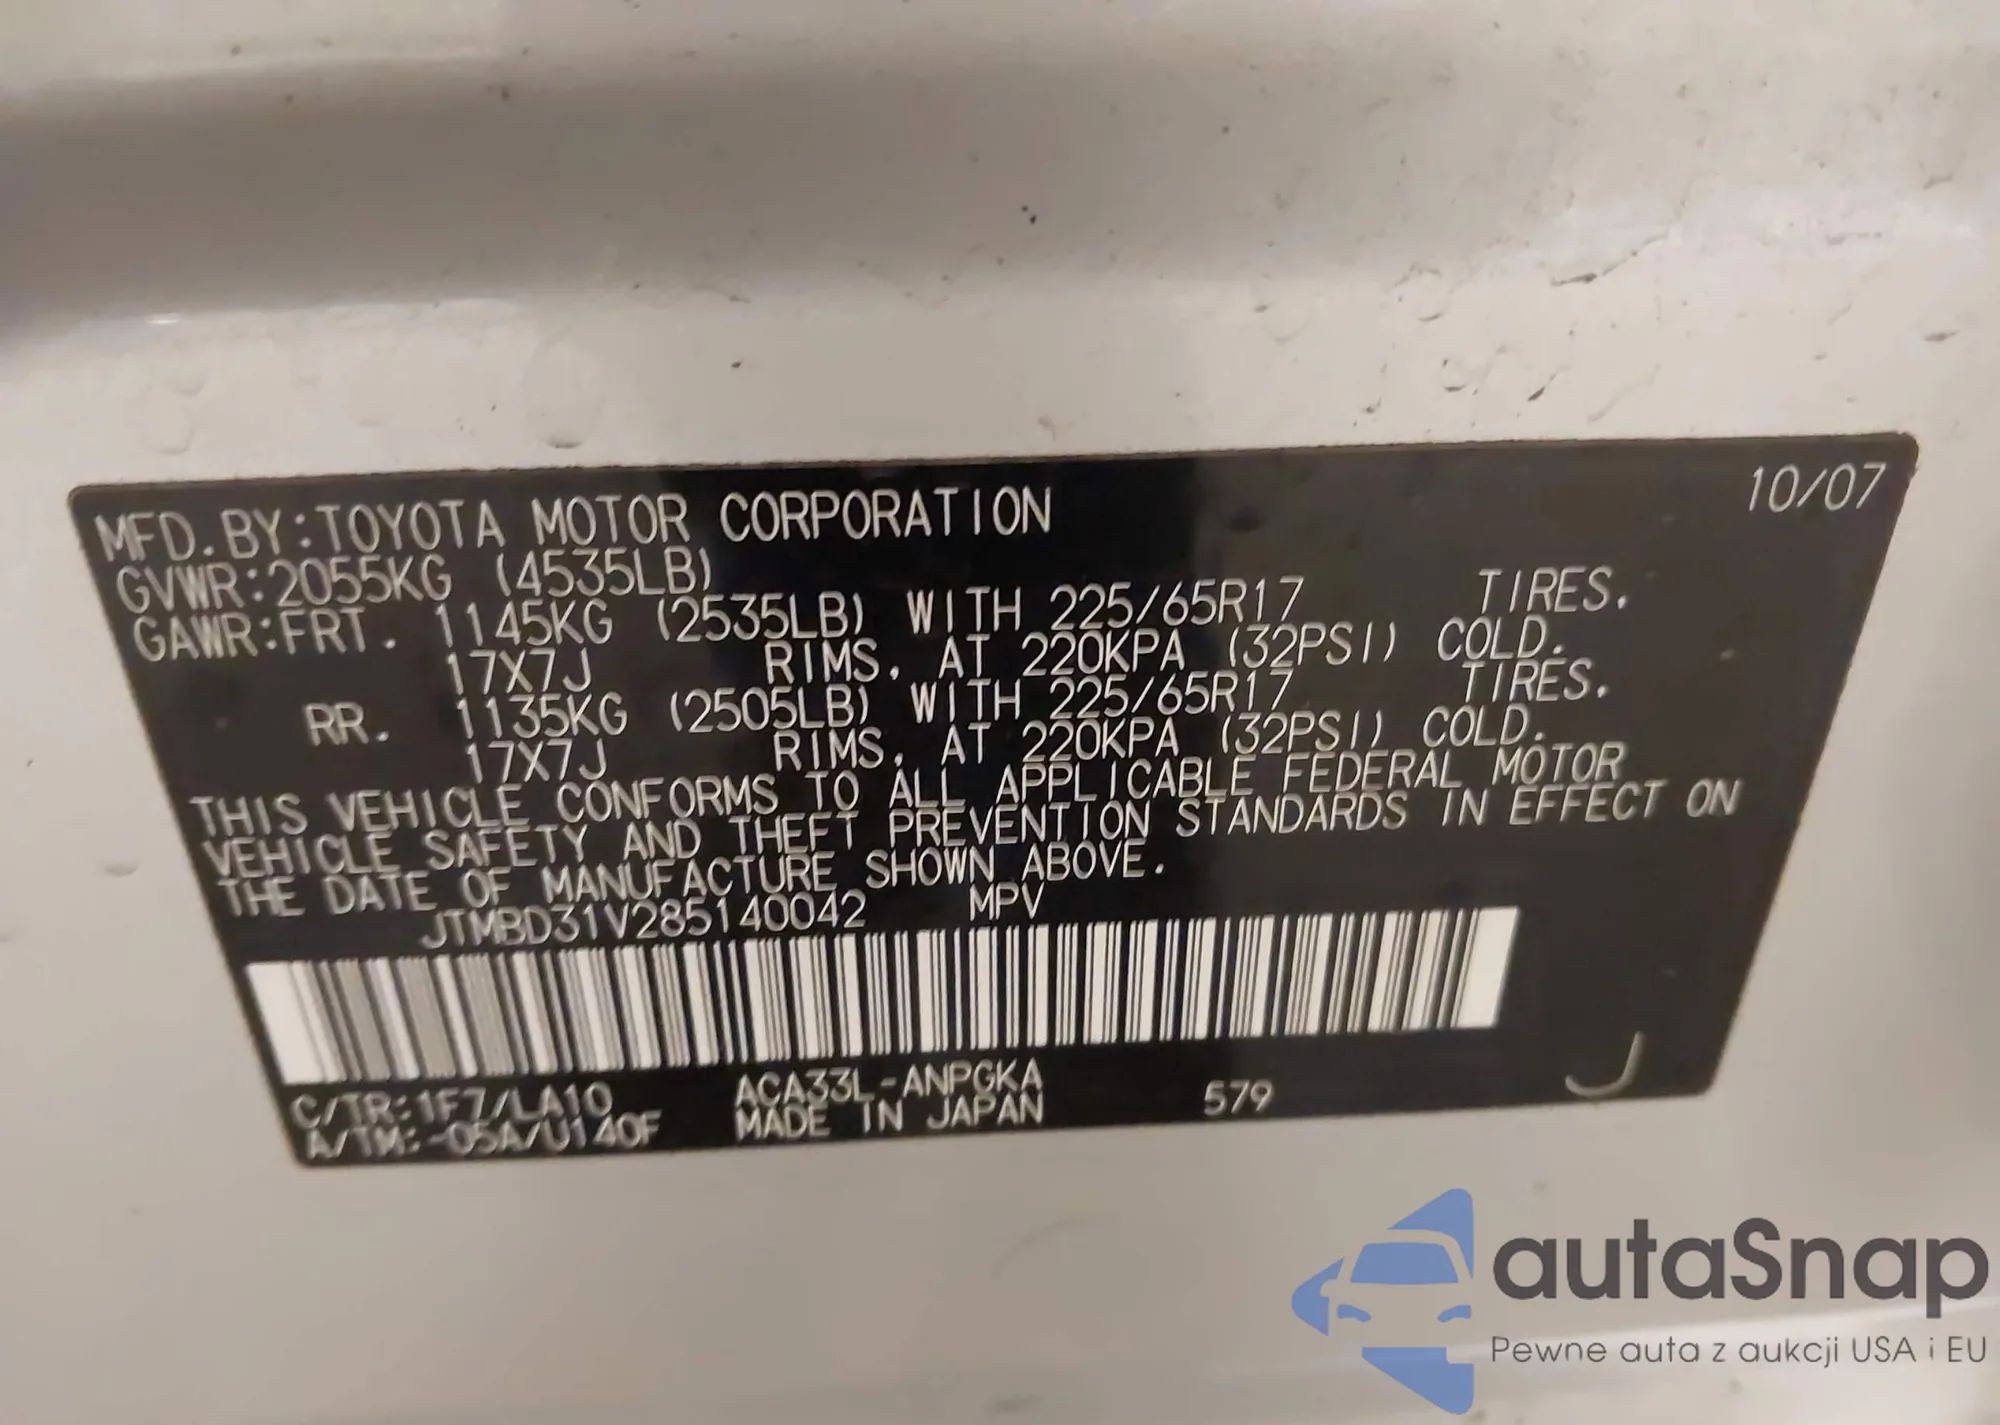 10/07
MFD.BY:TOYOTA MOTOR CORPORATION
GVWR:2055KG (4535LB)
GAWR:FRT. 1145KG (2535LB) WITH 225/65R17 TIRES.
17X7J RIMS, AT 220KPA (32PSI) COLD.
RR. 1135KG (2505LB) WITH 225/65R17 TIRES.
17X7J RIMS, AT 220KPA (32PSI) COLD.
THIS VEHICLE CONFORMS TO ALL APPLICABLE FEDERAL MOTOR
VEHICLE SAFETY AND THEFT PREVENTION STANDARDS IN EFFECT ON
THE DATE OF MANUFACTURE SHOWN ABOVE.
JTMBD31V285140042 MPV
C/TR:1F7/LA10 ACA33L-ANPGKA 579 J
A/TM:-05A/U140F MADE IN JAPAN
autaSnap
Pewne auta z aukcji USA i EU